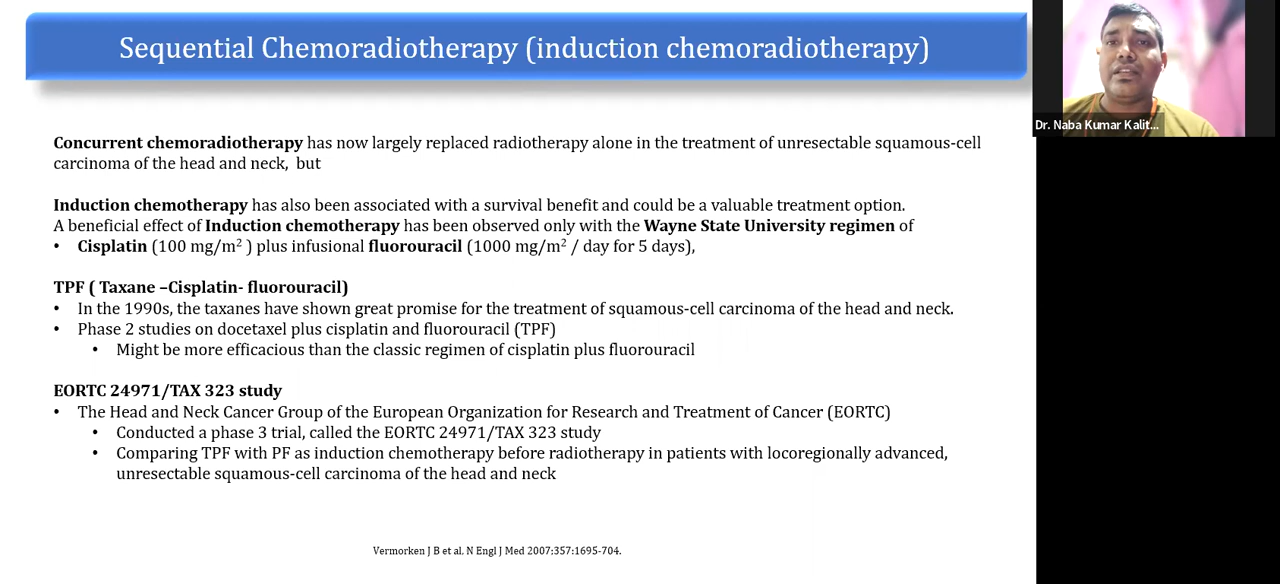 Sequential Chemoradiotherapy (induction chemoradiotherapy)
Dr. Naba Kumar Kalit...
Concurrent chemoradiotherapy has now largely replaced radiotherapy alone in the treatment of unresectable squamous-cell
carcinoma of the head and neck, but
Induction chemotherapy has also been associated with a survival benefit and could be a valuable treatment option.
A beneficial effect of Induction chemotherapy has been observed only with the Wayne State University regimen of
• Cisplatin (100 mg/m² ) plus infusional fluorouracil (1000 mg/m² / day for 5 days),
TPF ( Taxane –Cisplatin- fluorouracil)
• In the 1990s, the taxanes have shown great promise for the treatment of squamous-cell carcinoma of the head and neck.
• Phase 2 studies on docetaxel plus cisplatin and fluorouracil (TPF)
• Might be more efficacious than the classic regimen of cisplatin plus fluorouracil
EORTC 24971/TAX 323 study
• The Head and Neck Cancer Group of the European Organization for Research and Treatment of Cancer (EORTC)
• Conducted a phase 3 trial, called the EORTC 24971/TAX 323 study
• Comparing TPF with PF as induction chemotherapy before radiotherapy in patients with locoregionally advanced,
unresectable squamous-cell carcinoma of the head and neck
Vermorken J B et al. N Engl J Med 2007;357:1695-704.